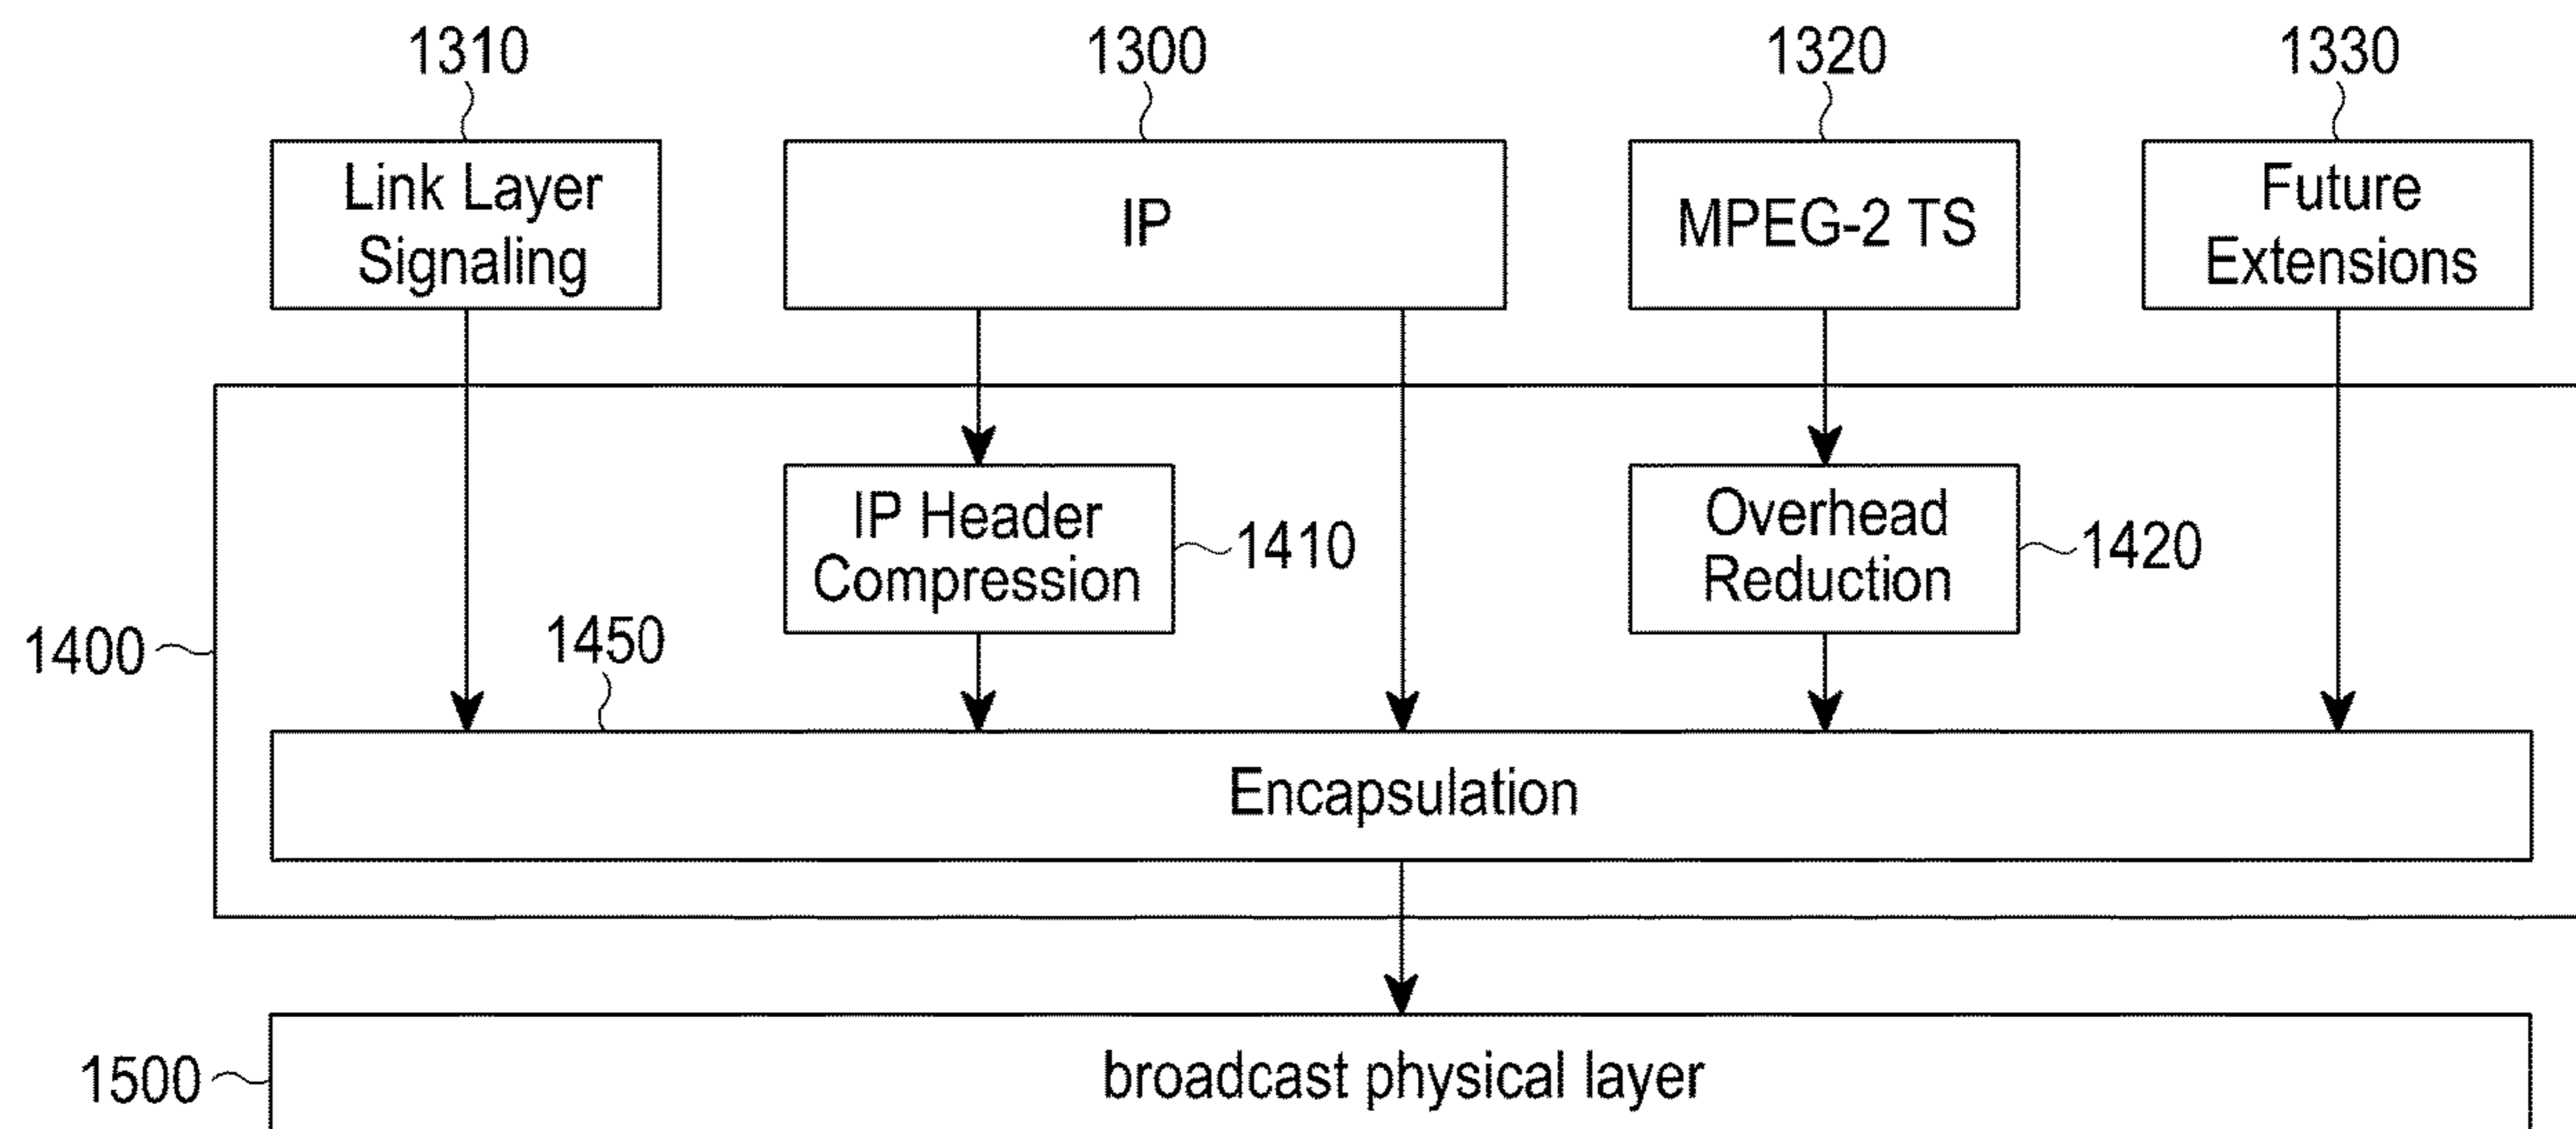 1310
1300
1320
1330
Link Layer
Signaling
IP
MPEG-2 TS
Future
Extensions
IP Header
Compression
1410
Overhead
Reduction
1420
1400
1450
Encapsulation
1500
broadcast physical layer